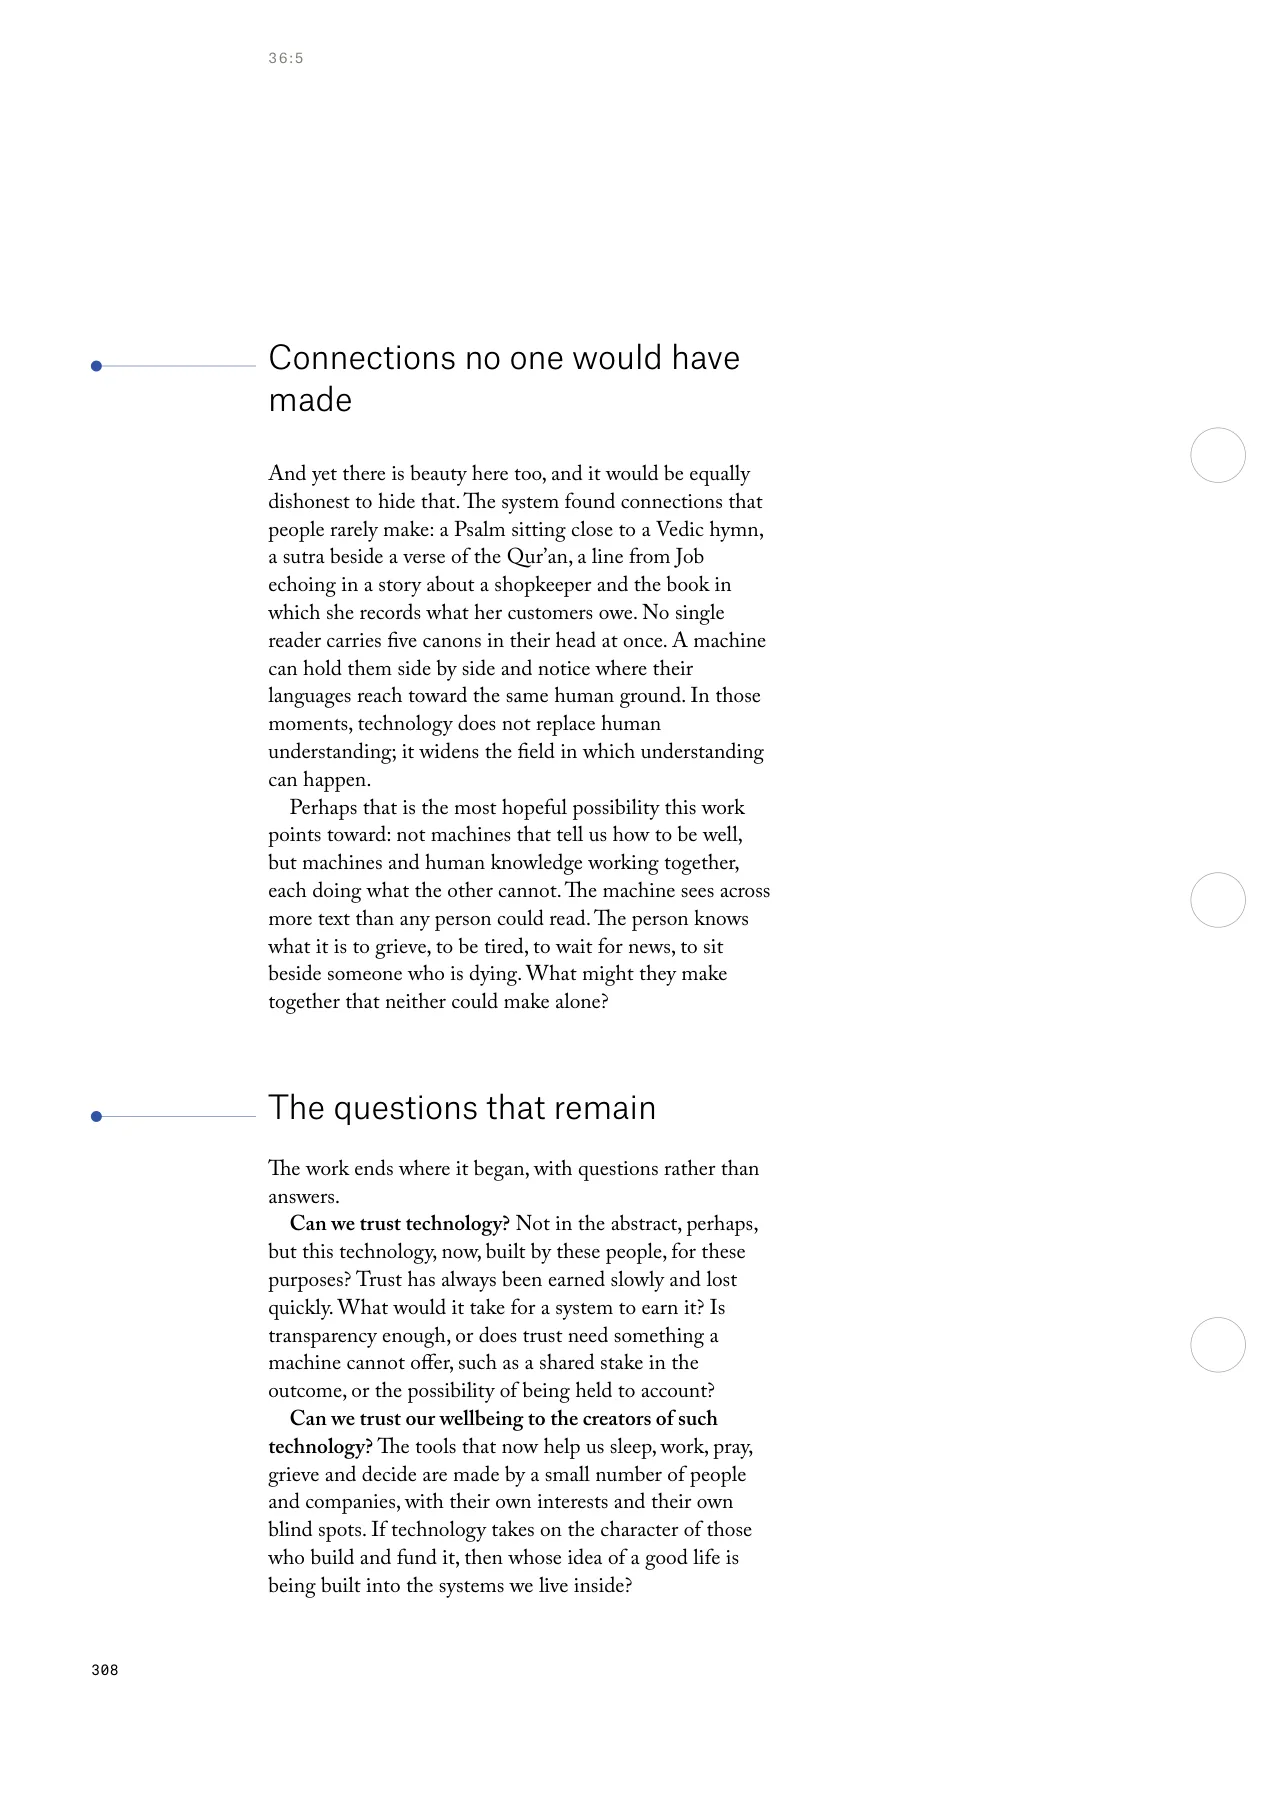 36:5
Connections no one would have
made
And yet there is beauty here too, and it would be equally
dishonest to hide that. The system found connections that
people rarely make: a Psalm sitting close to a Vedic hymn,
a sutra beside a verse of the Qur’an, a line from Job
echoing in a story about a shopkeeper and the book in
which she records what her customers owe. No single
reader carries five canons in their head at once. A machine
can hold them side by side and notice where their
languages reach toward the same human ground. In those
moments, technology does not replace human
understanding; it widens the field in which understanding
can happen.
Perhaps that is the most hopeful possibility this work
points toward: not machines that tell us how to be well,
but machines and human knowledge working together,
each doing what the other cannot. The machine sees across
more text than any person could read. The person knows
what it is to grieve, to be tired, to wait for news, to sit
beside someone who is dying. What might they make
together that neither could make alone?
The questions that remain
The work ends where it began, with questions rather than
answers.
Can we trust technology? Not in the abstract, perhaps,
but this technology, now, built by these people, for these
purposes? Trust has always been earned slowly and lost
quickly. What would it take for a system to earn it? Is
transparency enough, or does trust need something a
machine cannot offer, such as a shared stake in the
outcome, or the possibility of being held to account?
Can we trust our wellbeing to the creators of such
technology? The tools that now help us sleep, work, pray,
grieve and decide are made by a small number of people
and companies, with their own interests and their own
blind spots. If technology takes on the character of those
who build and fund it, then whose idea of a good life is
being built into the systems we live inside?
308